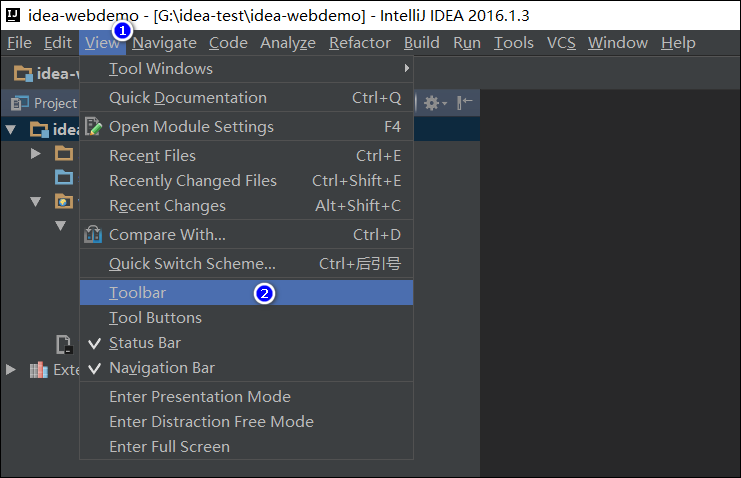 IJ idea-webdemo - [G:\idea-test\idea-webdemo] - IntelliJ IDEA 2016.1.3
1
File Edit View Navigate Code Analyze Refactor Build Run Tools VCS Window Help
idea-w
Tool Windows
Project
Quick Documentation Ctrl+Q
idea
Open Module Settings F4
Recent Files Ctrl+E
Recently Changed Files Ctrl+Shift+E
Recent Changes Alt+Shift+C
Compare With... Ctrl+D
Quick Switch Scheme... Ctrl+后引号
Toolbar 2
Tool Buttons
Status Bar
Navigation Bar
Exte
Enter Presentation Mode
Enter Distraction Free Mode
Enter Full Screen